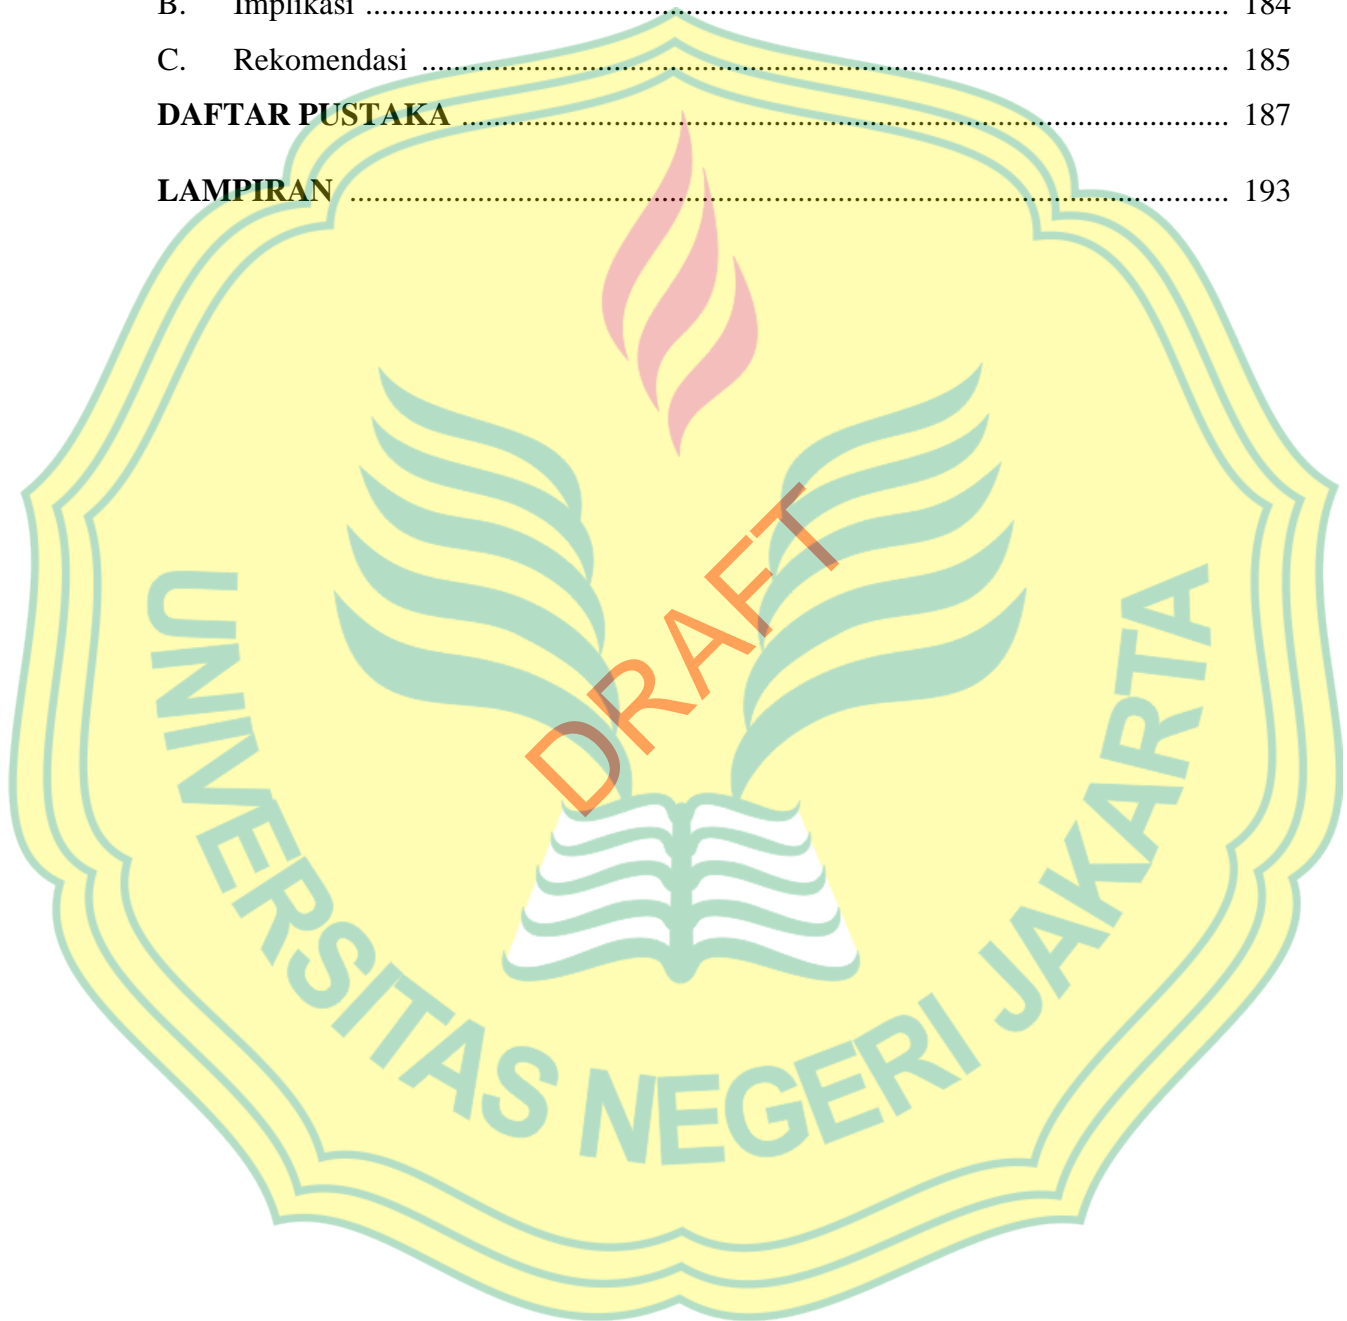 B. Implikasi ........................................................................................................... 184
C. Rekomendasi .................................................................................................... 185
DAFTAR PUSTAKA ............................................................................................... 187
LAMPIRAN ............................................................................................................. 193
DRAFT
UNIVERSITAS NEGERI JAKARTA